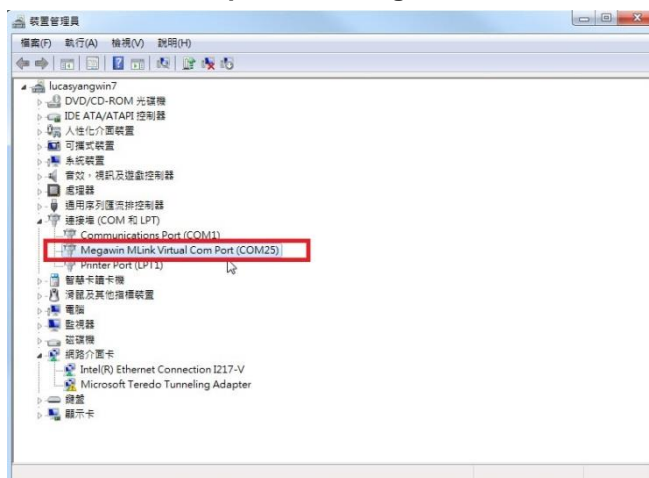 裝置管理員
檔案(F) 執行(A) 檢視(V) 說明(H)
lucasyangwin7
DVD/CD-ROM 光碟機
IDE ATA/ATAPI 控制器
人性化介面裝置
可攜式裝置
系統裝置
音效、視訊及遊戲控制器
處理器
通用序列匯流排控制器
連接埠 (COM 和 LPT)
Communications Port (COM1)
Megawin MLink Virtual Com Port (COM25)
Printer Port (LPT1)
智慧卡讀卡機
滑鼠及其他指標裝置
電腦
監視器
磁碟機
網路介面卡
Intel(R) Ethernet Connection I217-V
Microsoft Teredo Tunneling Adapter
鍵盤
顯示卡